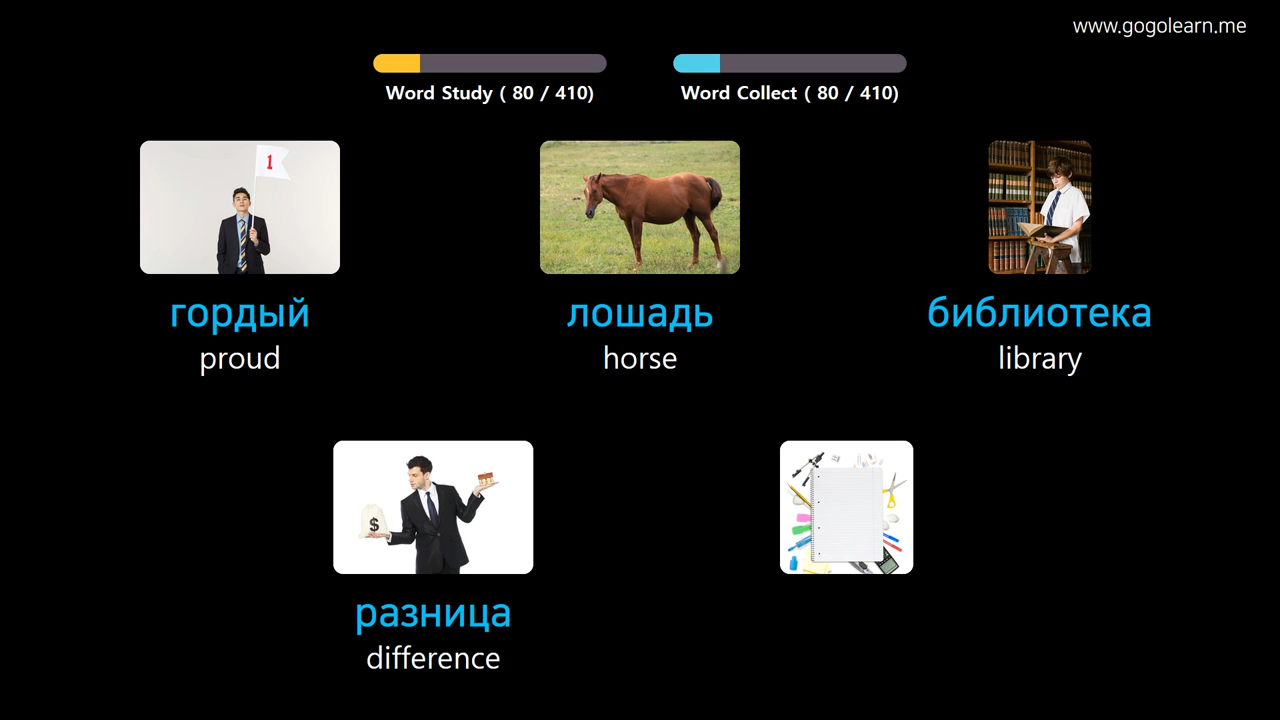 www.gogolearn.me
Word Study ( 80 / 410)
Word Collect ( 80 / 410)
1
гордый
proud
лошадь
horse
библиотека
library
$
разница
difference